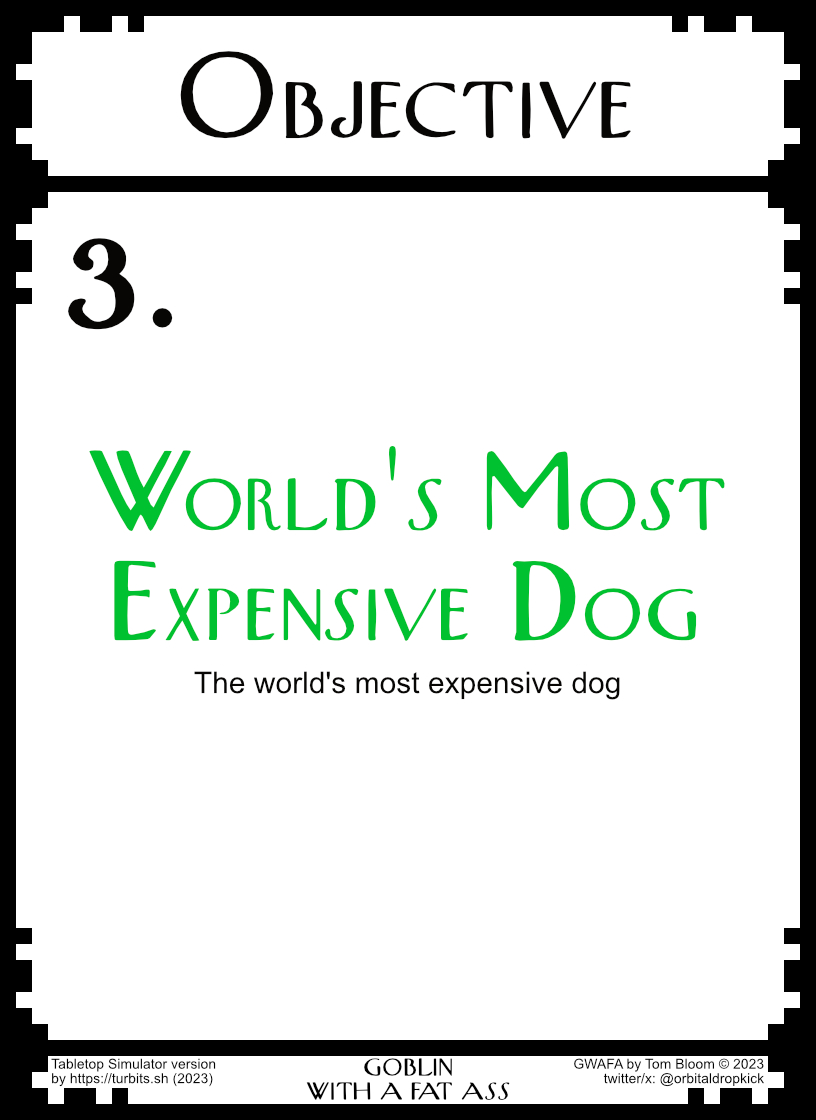 Objective
3.
World's Most
Expensive Dog
The world's most expensive dog
Tabletop Simulator version
by https://turbits.sh (2023)
GOBLIN
WITH A FAT ASS
GWAFA by Tom Bloom © 2023
twitter/x: @orbitaldropkick